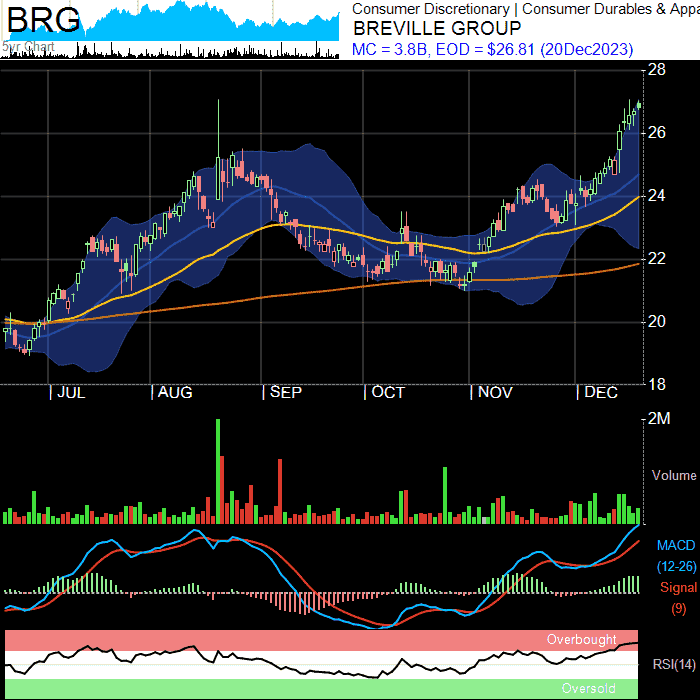 BRG
5yr Chart
Consumer Discretionary | Consumer Durables & Appa
BREVILLE GROUP
MC = 3.8B, EOD = $26.81 (20Dec2023)
28
26
24
22
20
18
| JUL | AUG | SEP | OCT | NOV | DEC
2M
Volume
MACD
(12-26)
Signal
(9)
Overbought
RSI(14)
Oversold